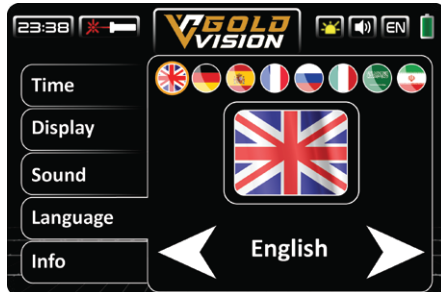 23:38
GOLD
VISION
EN
Time
Display
Sound
Language
Info
English